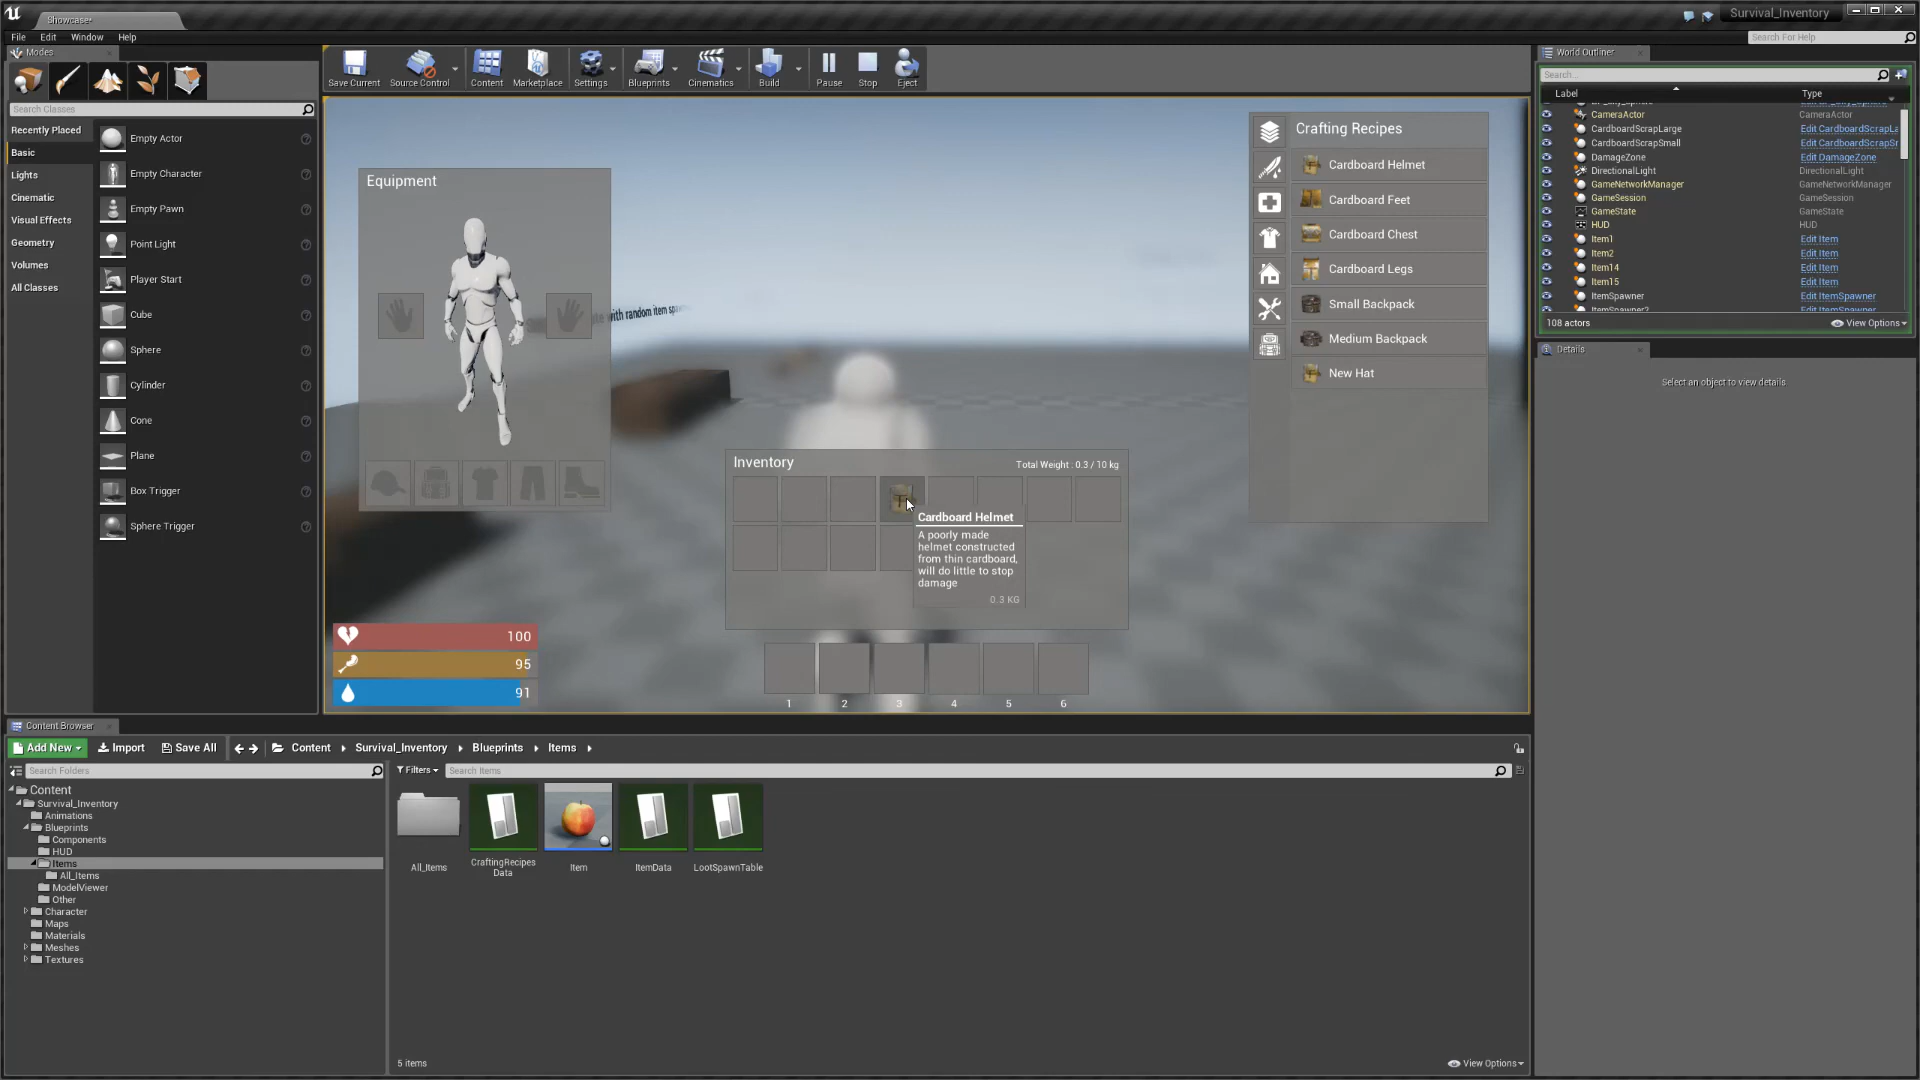 Showcase*
Survival_Inventory
File Edit Window Help
Search For Help
Modes
Search Classes
Recently Placed
Basic
Lights
Cinematic
Visual Effects
Geometry
Volumes
All Classes
Empty Actor
Empty Character
Empty Pawn
Point Light
Player Start
Cube
Sphere
Cylinder
Cone
Plane
Box Trigger
Sphere Trigger
Save Current Source Control Content Marketplace Settings Blueprints Cinematics Build Pause Stop Eject
Equipment
with random item
Crafting Recipes
Cardboard Helmet
Cardboard Feet
Cardboard Chest
Cardboard Legs
Small Backpack
Medium Backpack
New Hat
Inventory
Total Weight : 0.3 / 10 kg
Cardboard Helmet
A poorly made
helmet constructed
from thin cardboard,
will do little to stop
damage
0.3 KG
100
95
91
1 2 3 4 5 6
World Outliner
Search...
Label Type
CameraActor CameraActor
CardboardScrapLarge Edit CardboardScrapLa
CardboardScrapSmall Edit CardboardScrapSr
DamageZone Edit DamageZone
DirectionalLight DirectionalLight
GameNetworkManager GameNetworkManager
GameSession GameSession
GameState GameState
HUD HUD
Item1 Edit Item
Item2 Edit Item
Item14 Edit Item
Item15 Edit Item
ItemSpawner Edit ItemSpawner
ItemSpawner2 Edit ItemSpawner
108 actors View Options
Details
Select an object to view details
Content Browser
Add New Import Save All Content Survival_Inventory Blueprints Items
Search Folders
Filters Search Items
Content
Survival_Inventory
Animations
Blueprints
Components
HUD
Items
All_Items
ModelViewer
Other
Character
Maps
Materials
Meshes
Textures
All_Items
CraftingRecipes
Data
Item
ItemData
LootSpawnTable
5 items View Options